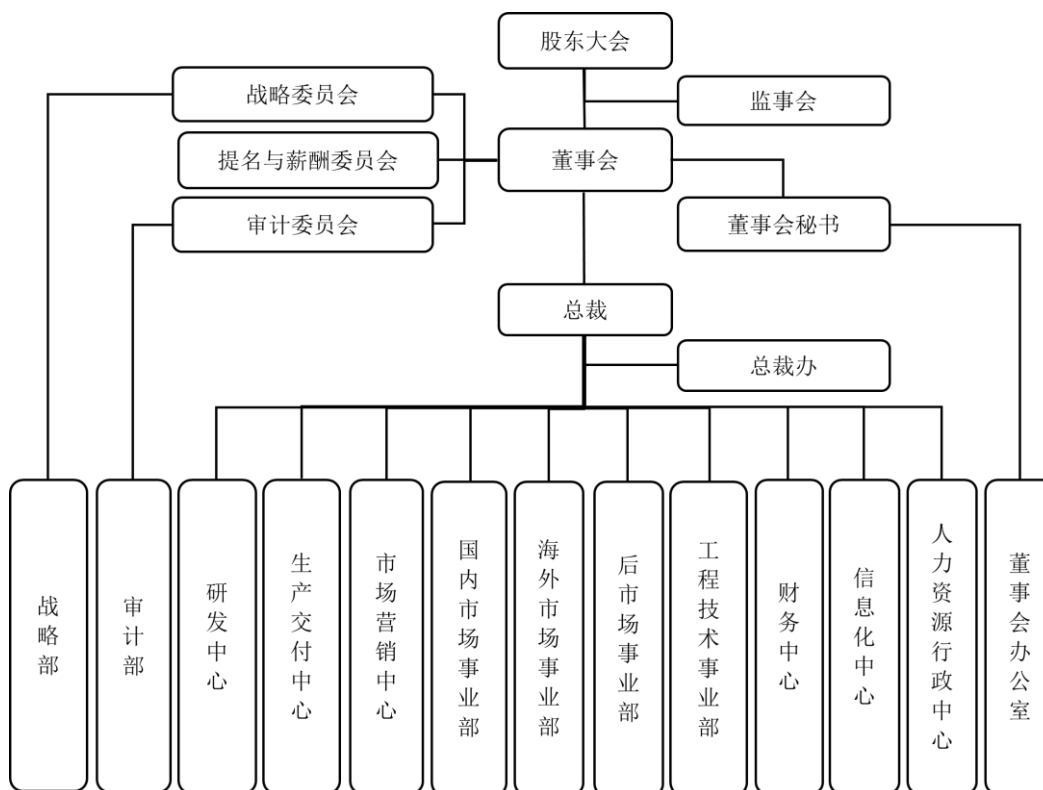 股东大会
战略委员会
监事会
提名与薪酬委员会
董事会
审计委员会
董事会秘书
总裁
总裁办
战略部
审计部
研发中心
生产交付中心
市场营销中心
国内市场事业部
海外市场事业部
后市场事业部
工程技术事业部
财务中心
信息化中心
人力资源行政中心
董事会办公室